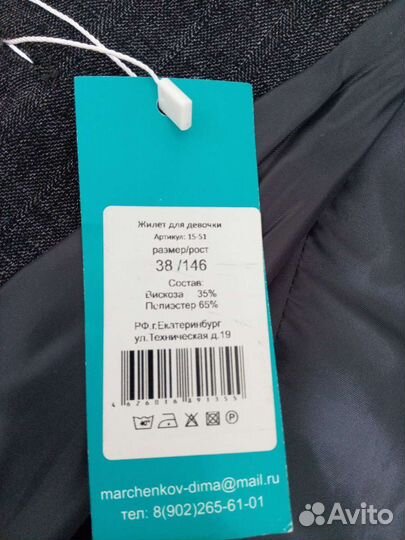 Жилет для девочки
Артикул: 15-51
размер/рост
38 /146
Состав:
Вискоза 35%
Полиэстер 65%
РФ.г.Екатеринбург
ул.Техническая д.19
40°
P
marchenkov-dima@mail.ru
тел: 8(902)265-61-01
Avito